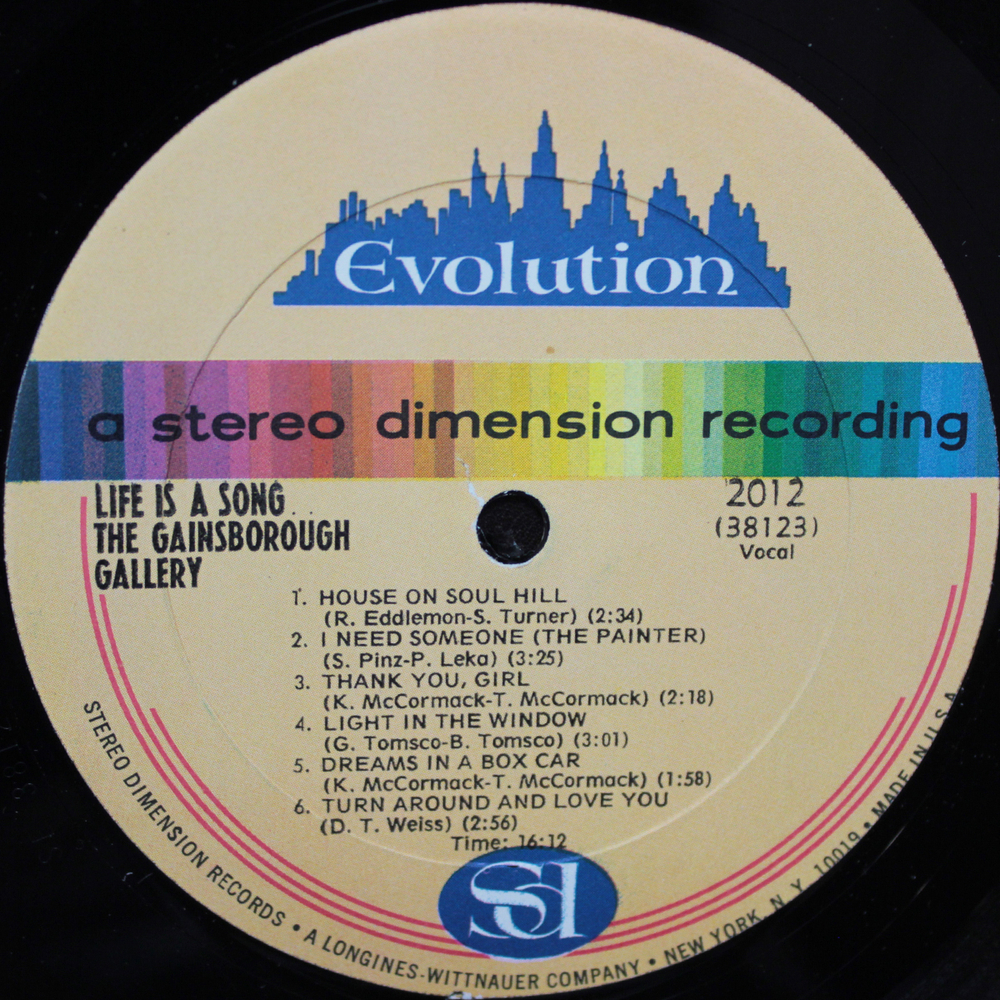 Evolution
a stereo dimension recording
LIFE IS A SONG . .
THE GAINSBOROUGH
GALLERY
2012
(38123)
Vocal
1. HOUSE ON SOUL HILL
(R. Eddlemon-S. Turner) (2:34)
2. I NEED SOMEONE (THE PAINTER)
(S. Pinz-P. Leka) (3:25)
3. THANK YOU, GIRL
(K. McCormack-T. McCormack) (2:18)
4. LIGHT IN THE WINDOW
(G. Tomsco-B. Tomsco) (3:01)
5. DREAMS IN A BOX CAR
(K. McCormack-T. McCormack) (1:58)
6. TURN AROUND AND LOVE YOU
(D. T. Weiss) (2:56)
Time: 16:12
Sd
STEREO DIMENSION RECORDS • A LONGINES-WITTNAUER COMPANY • NEW YORK, N. Y. 10019 • MADE IN U.S.A.